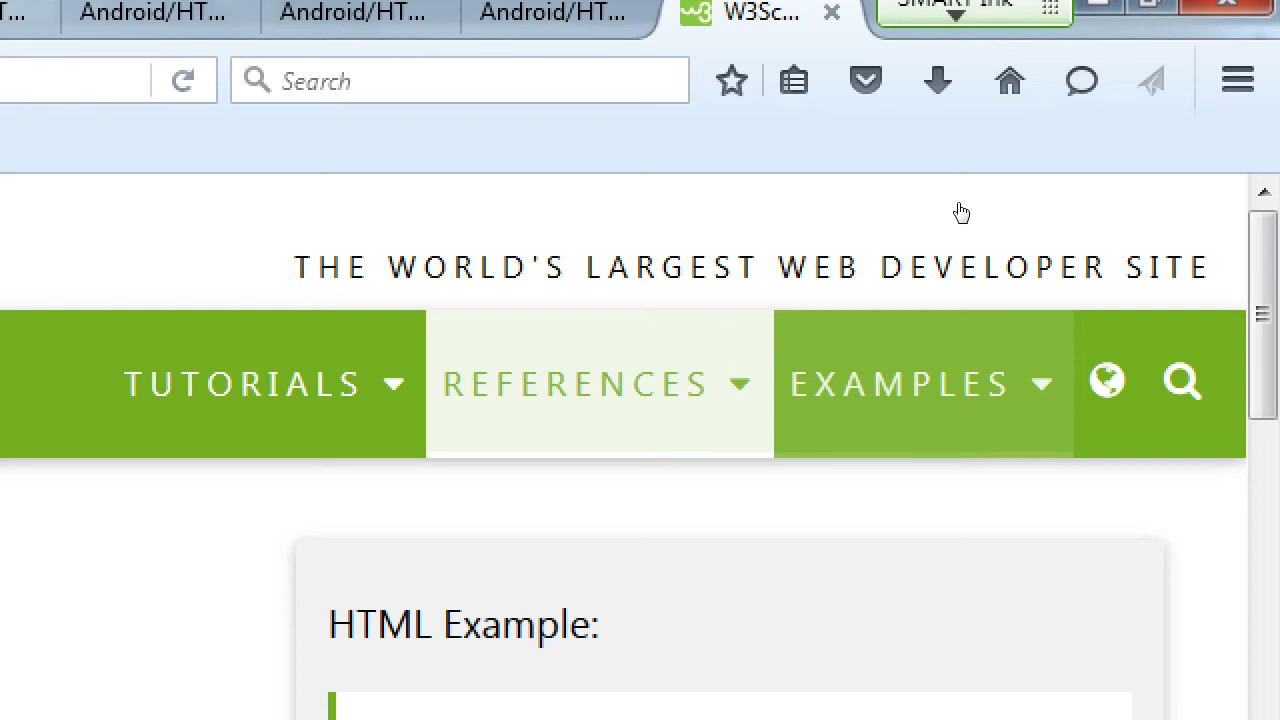 Android/HT... Android/HT... Android/HT... W3Sc...
Search
THE WORLD'S LARGEST WEB DEVELOPER SITE
TUTORIALS REFERENCES EXAMPLES
HTML Example: